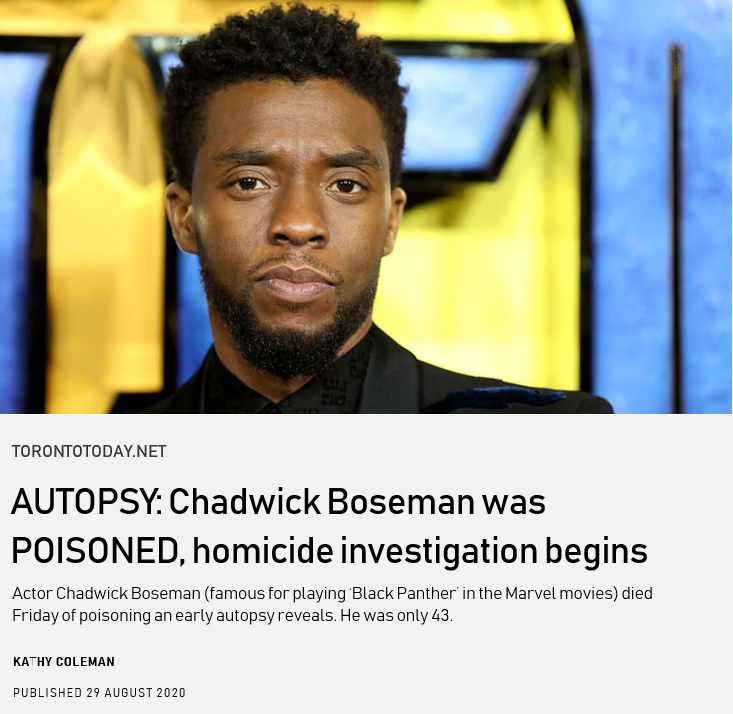 TORONTOTODAY.NET
AUTOPSY: Chadwick Boseman was
POISONED, homicide investigation begins
Actor Chadwick Boseman (famous for playing 'Black Panther' in the Marvel movies) died
Friday of poisoning an early autopsy reveals. He was only 43.
KATHY COLEMAN
PUBLISHED 29 AUGUST 2020